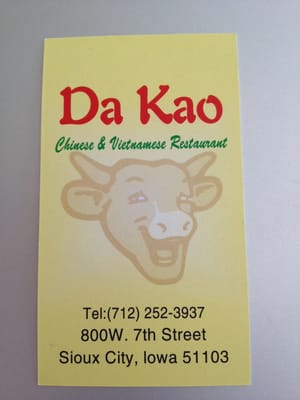 Da Kao
Chinese & Vietnamese Restaurant
Tel:(712) 252-3937
800W. 7th Street
Sioux City, Iowa 51103